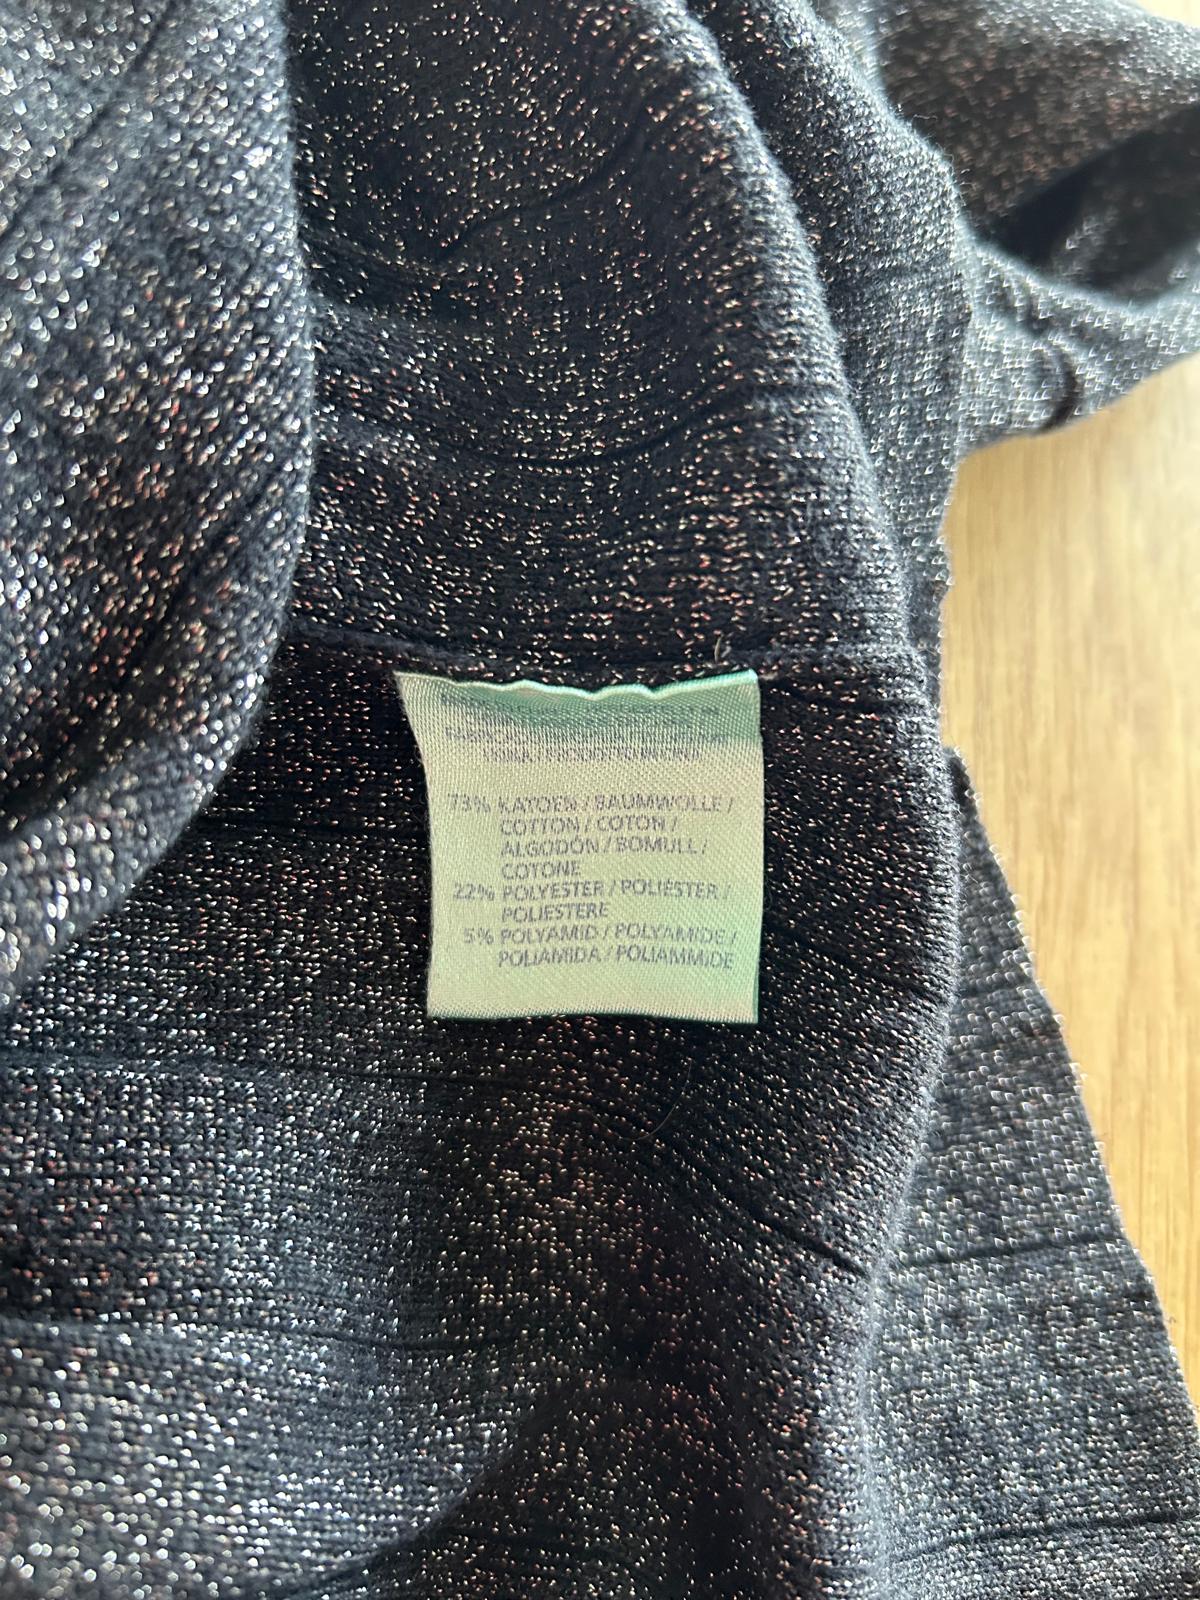 73% KATOEN / BAUMWOLLE /
COTTON / COTON /
ALGODÓN / BOMULL /
COTONE
22% POLYESTER / POLIÉSTER /
POLIESTERE
5% POLYAMID / POLYAMIDE /
POLIAMIDA / POLIAMMIDE